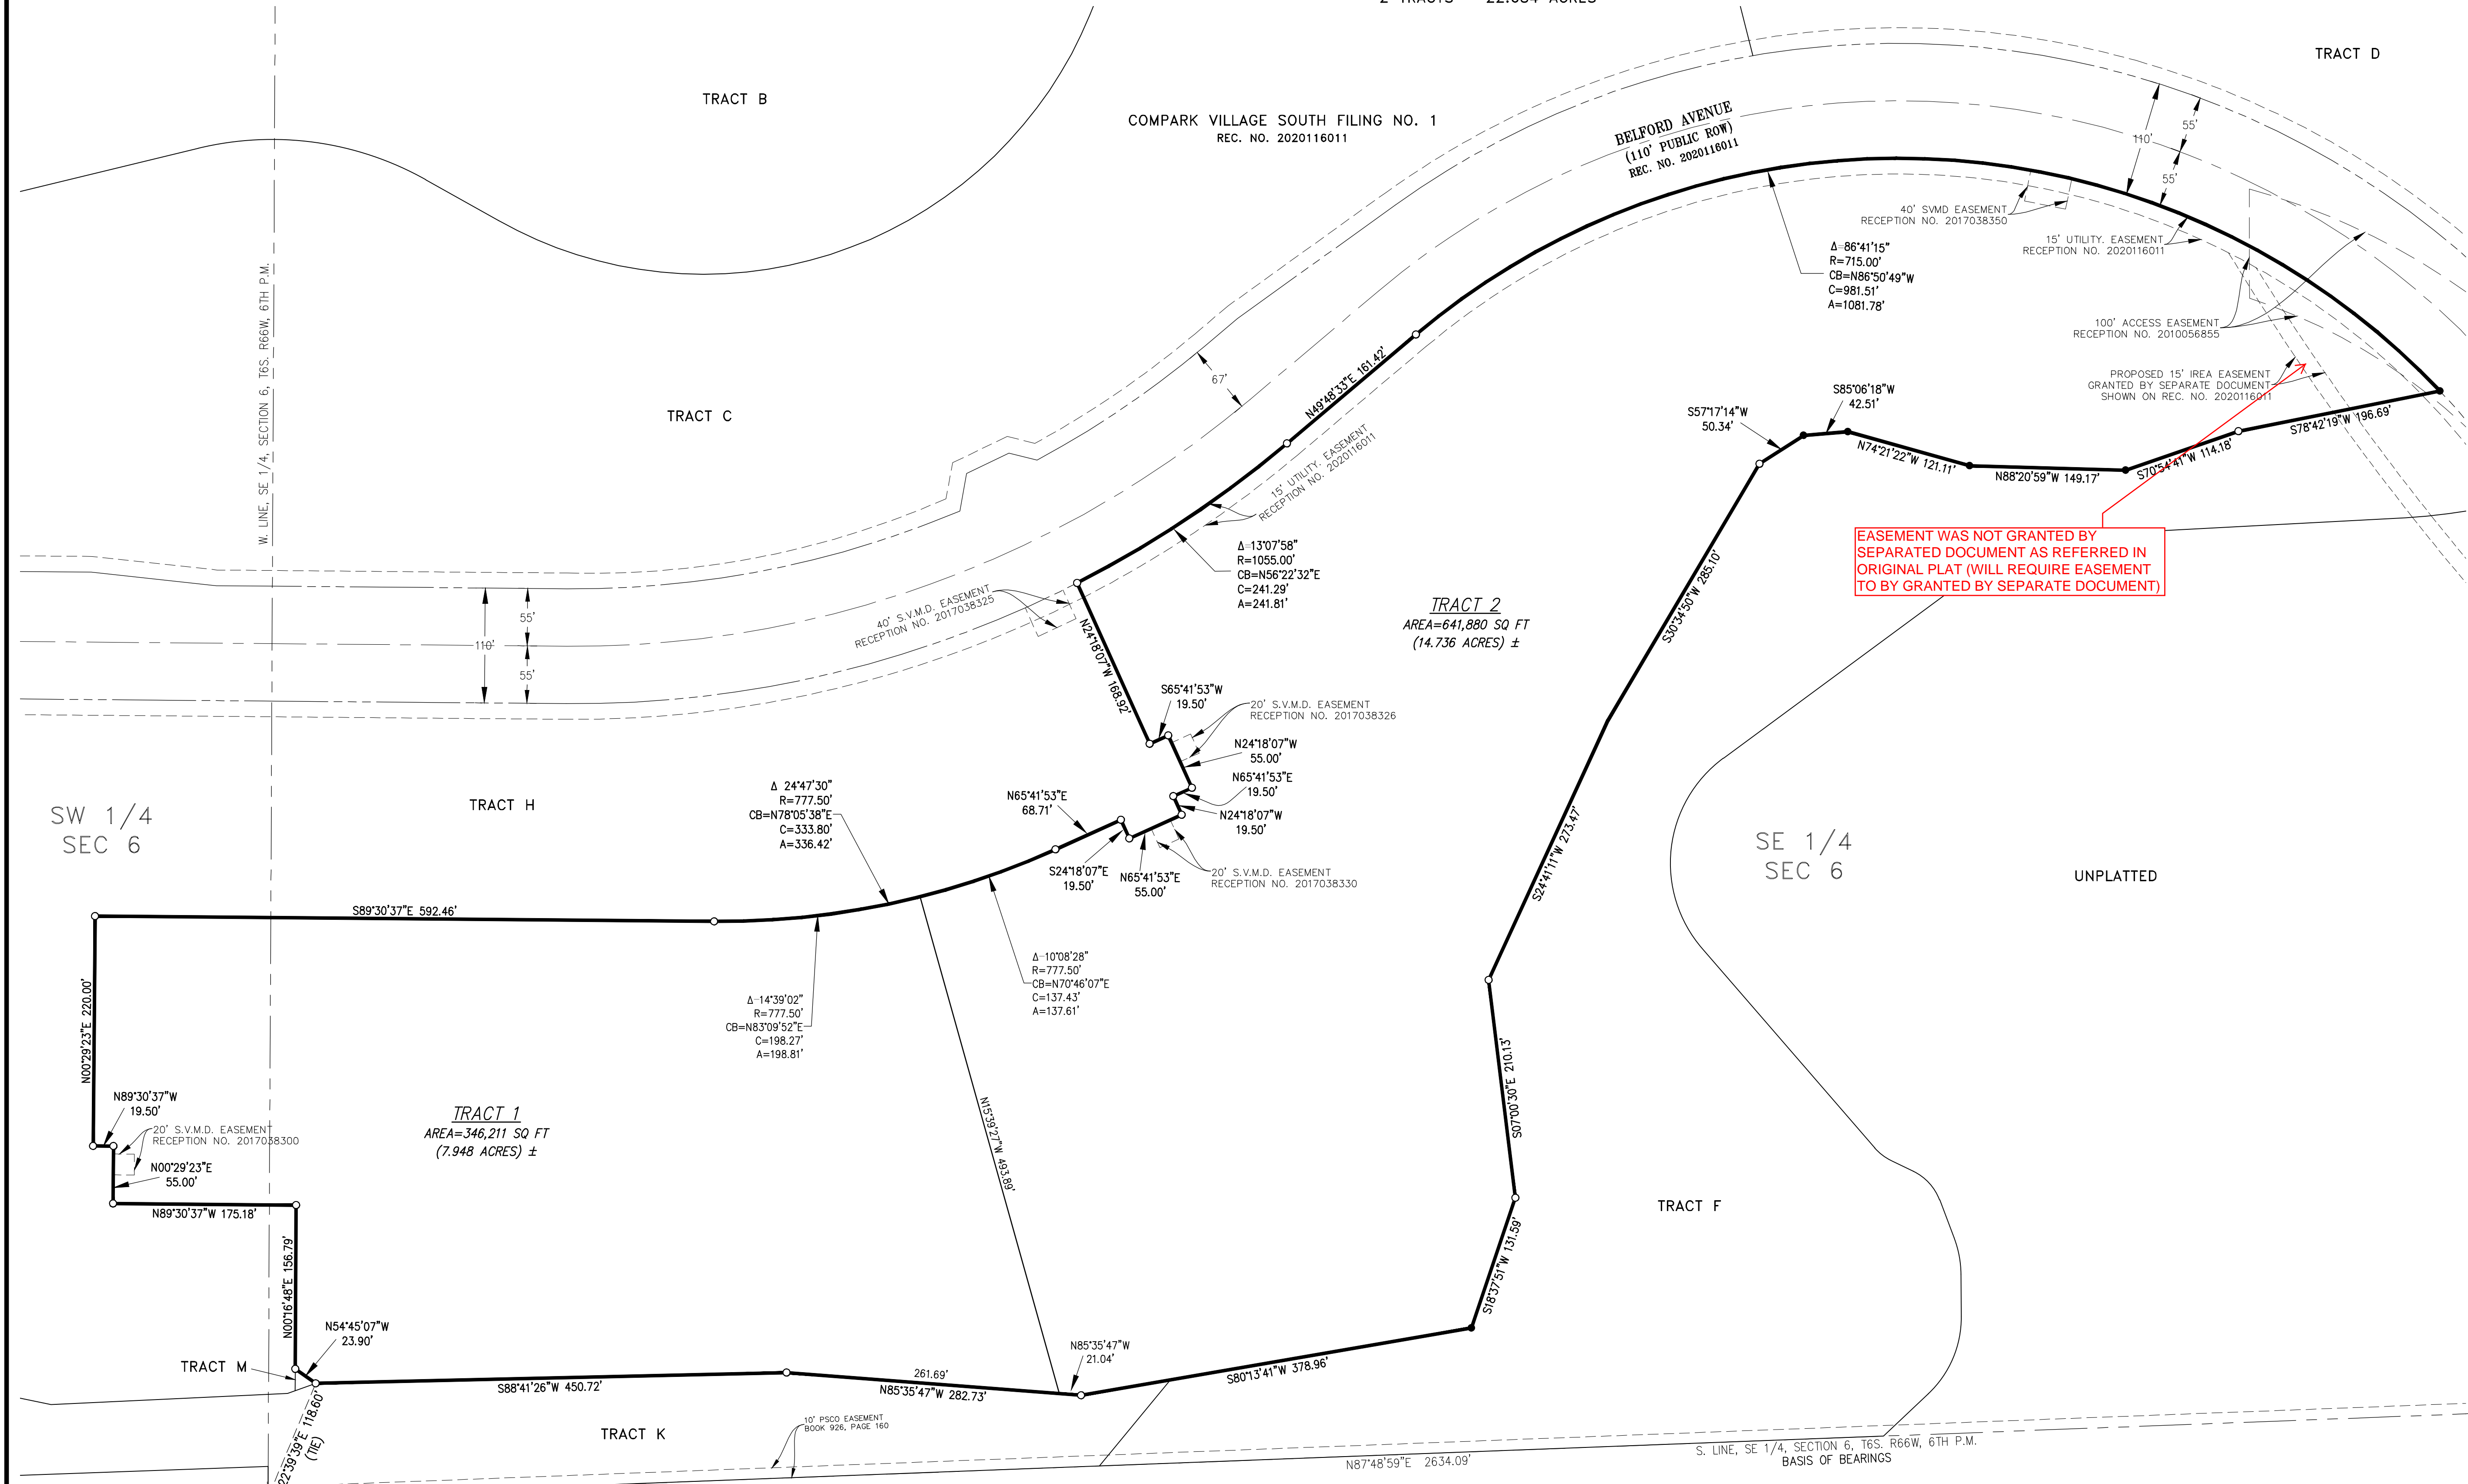 TRACT D
TRACT B
COMPARK VILLAGE SOUTH FILING NO. 1
REC. NO. 2020116011
BELFORD AVENUE
(110' PUBLIC ROW)
REC. NO. 2020116011
55'
110'
55'
40' SVMD EASEMENT
RECEPTION NO. 2017038350
15' UTILITY. EASEMENT
RECEPTION NO. 2020116011
Δ=86°41'15"
R=715.00'
CB=N86°50'49"W
C=981.51'
A=1081.78'
100' ACCESS EASEMENT
RECEPTION NO. 2010056855
PROPOSED 15' IREA EASEMENT
GRANTED BY SEPARATE DOCUMENT
SHOWN ON REC. NO. 2020116011
W. LINE, SE 1/4, SECTION 6, T6S. R66W, 6TH P.M.
TRACT C
67'
N49°48'33"E 161.42'
S85°06'18"W
42.51'
S57°17'14"W
50.34'
N74°21'22"W 121.11'
N88°20'59"W 149.17'
S70°54'41"W 114.18'
S78°42'19"W 196.69'
15' UTILITY. EASEMENT
RECEPTION NO. 2020116011
EASEMENT WAS NOT GRANTED BY
SEPARATED DOCUMENT AS REFERRED IN
ORIGINAL PLAT (WILL REQUIRE EASEMENT
TO BY GRANTED BY SEPARATE DOCUMENT)
Δ=13°07'58"
R=1055.00'
CB=N56°22'32"E
C=241.29'
A=241.81'
55'
110'
55'
40' S.V.M.D. EASEMENT
RECEPTION NO. 2017038325
N24°18'07"W 168.92'
TRACT 2
AREA=641,880 SQ FT
(14.736 ACRES) ±
S30°34'50"W 285.10'
S65°41'53"W
19.50'
20' S.V.M.D. EASEMENT
RECEPTION NO. 2017038326
N24°18'07"W
55.00'
N65°41'53"E
19.50'
N24°18'07"W
19.50'
SW 1/4
SEC 6
TRACT H
Δ 24°47'30"
R=777.50'
CB=N78°05'38"E
C=333.80'
A=336.42'
N65°41'53"E
68.71'
S24°18'07"E
19.50'
N65°41'53"E
55.00'
20' S.V.M.D. EASEMENT
RECEPTION NO. 2017038330
S24°41'11"W 273.47'
SE 1/4
SEC 6
UNPLATTED
S89°30'37"E 592.46'
N00°29'23"E 220.00'
Δ=14°39'02"
R=777.50'
CB=N83°09'52"E
C=198.27'
A=198.81'
Δ=10°08'28"
R=777.50'
CB=N70°46'07"E
C=137.43'
A=137.61'
S07°00'30"E 210.13'
N89°30'37"W
19.50'
20' S.V.M.D. EASEMENT
RECEPTION NO. 2017038300
N00°29'23"E
55.00'
N89°30'37"W 175.18'
TRACT 1
AREA=346,211 SQ FT
(7.948 ACRES) ±
N15°39'27"W 493.89'
TRACT F
S18°37'51"W 131.59'
N00°16'48"E 156.79'
N54°45'07"W
23.90'
TRACT M
S88°41'26"W 450.72'
261.69'
N85°35'47"W 282.73'
N85°35'47"W
21.04'
S80°13'41"W 378.96'
22°39'39"E 118.60'
(TIE)
TRACT K
10' PSCO EASEMENT
BOOK 926, PAGE 160
N87°48'59"E 2634.09'
S. LINE, SE 1/4, SECTION 6, T6S. R66W, 6TH P.M.
BASIS OF BEARINGS